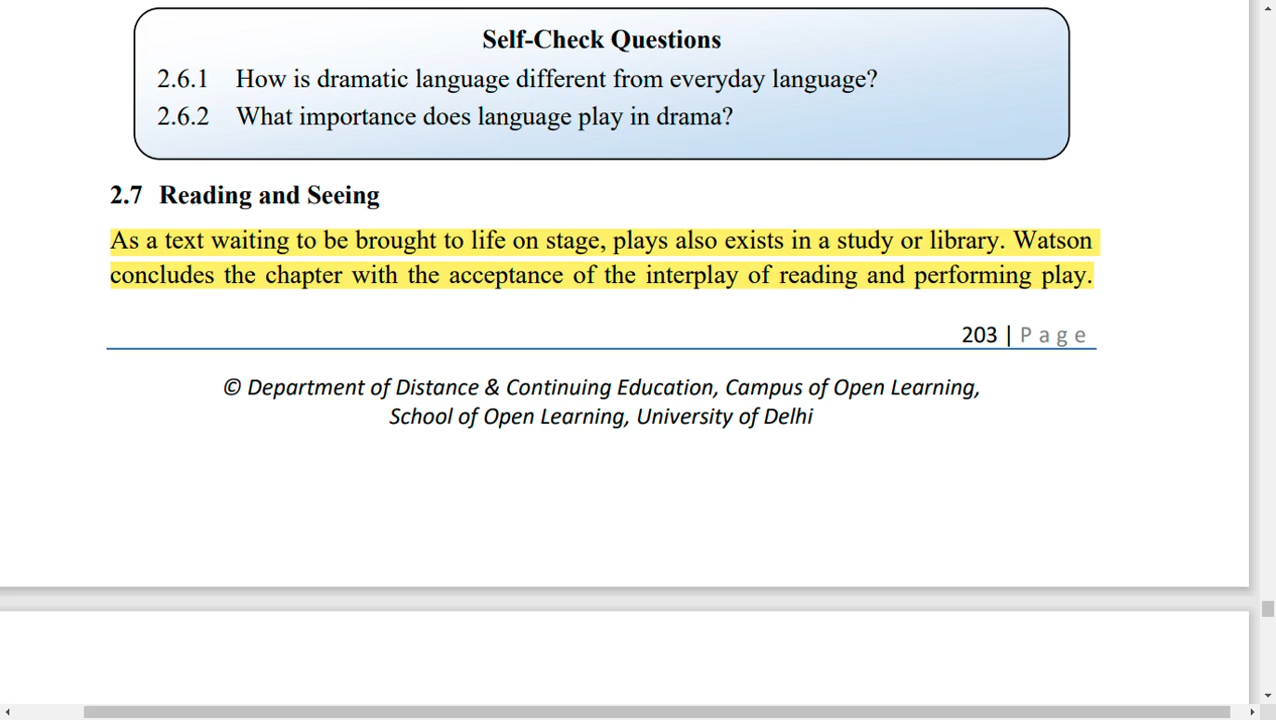 Self-Check Questions
2.6.1 How is dramatic language different from everyday language?
2.6.2 What importance does language play in drama?
2.7 Reading and Seeing
As a text waiting to be brought to life on stage, plays also exists in a study or library. Watson
concludes the chapter with the acceptance of the interplay of reading and performing play.
203 | Page
© Department of Distance & Continuing Education, Campus of Open Learning,
School of Open Learning, University of Delhi